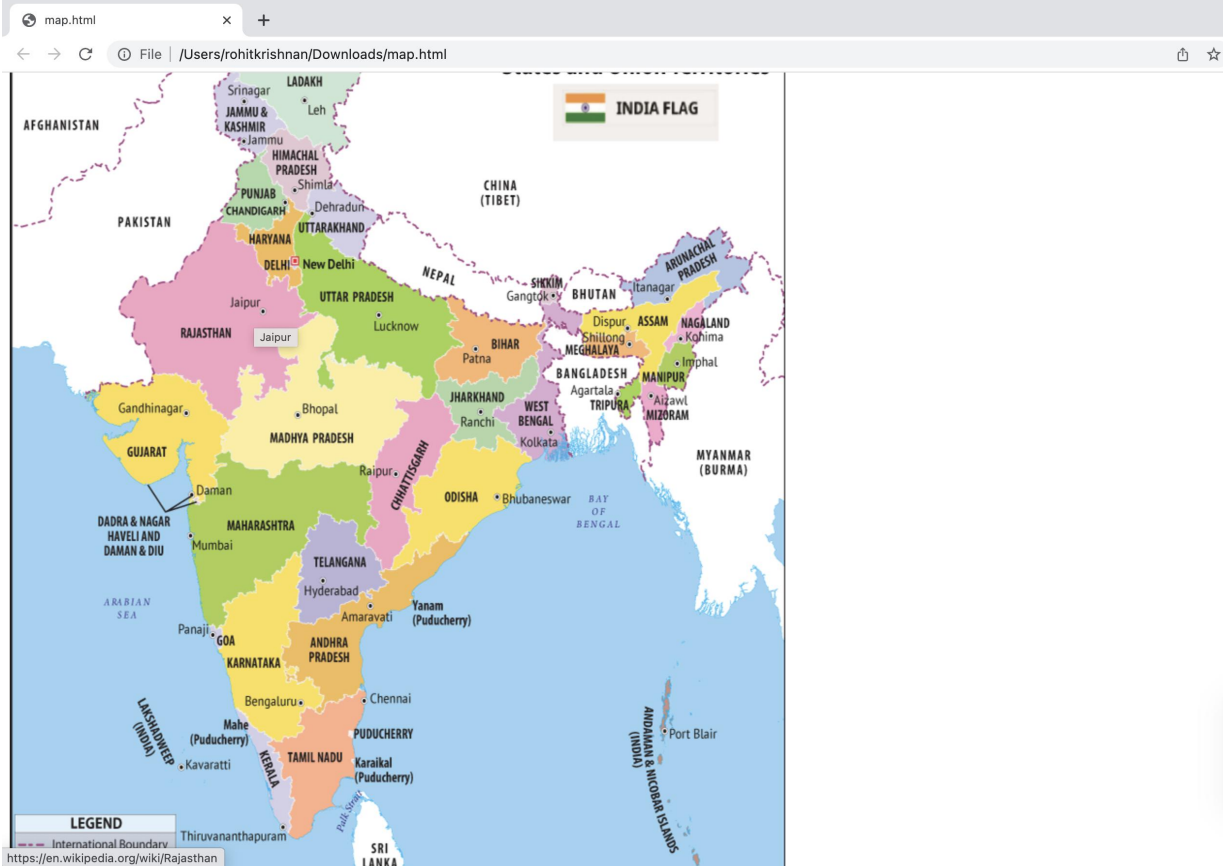 map.html
File
/Users/rohitkrishnan/Downloads/map.html
States and Union Territories
INDIA FLAG
AFGHANISTAN
PAKISTAN
CHINA
(TIBET)
NEPAL
BHUTAN
BANGLADESH
MYANMAR
(BURMA)
LADAKH
Leh
Srinagar
JAMMU &
KASHMIR
Jammu
HIMACHAL
PRADESH
Shimla
PUNJAB
CHANDIGARH
Dehradun
UTTARAKHAND
HARYANA
DELHI
New Delhi
UTTAR PRADESH
Lucknow
Jaipur
RAJASTHAN
Jaipur
SIKKIM
Gangtok
ARUNACHAL
PRADESH
Itanagar
Dispur
ASSAM
NAGALAND
Kohima
Shillong
MEGHALAYA
Imphal
MANIPUR
Agartala
TRIPURA
Aizawl
MIZORAM
BIHAR
Patna
JHARKHAND
Ranchi
WEST
BENGAL
Kolkata
Gandhinagar
GUJARAT
Bhopal
MADHYA PRADESH
Raipur
CHHATTISGARH
ODISHA
Bhubaneswar
BAY
OF
BENGAL
Daman
DADRA & NAGAR
HAVELI AND
DAMAN & DIU
MAHARASHTRA
Mumbai
TELANGANA
Hyderabad
ARABIAN
SEA
Amaravati
Yanam
(Puducherry)
Panaji
GOA
KARNATAKA
ANDHRA
PRADESH
Bengaluru
Chennai
LAKSHADWEEP
(INDIA)
Kavaratti
Mahe
(Puducherry)
PUDUCHERRY
KERALA
TAMIL NADU
Karaikal
(Puducherry)
Palk Strait
Thiruvananthapuram
SRI
LANKA
ANDAMAN & NICOBAR ISLANDS
(INDIA)
Port Blair
LEGEND
International Boundary
https://en.wikipedia.org/wiki/Rajasthan